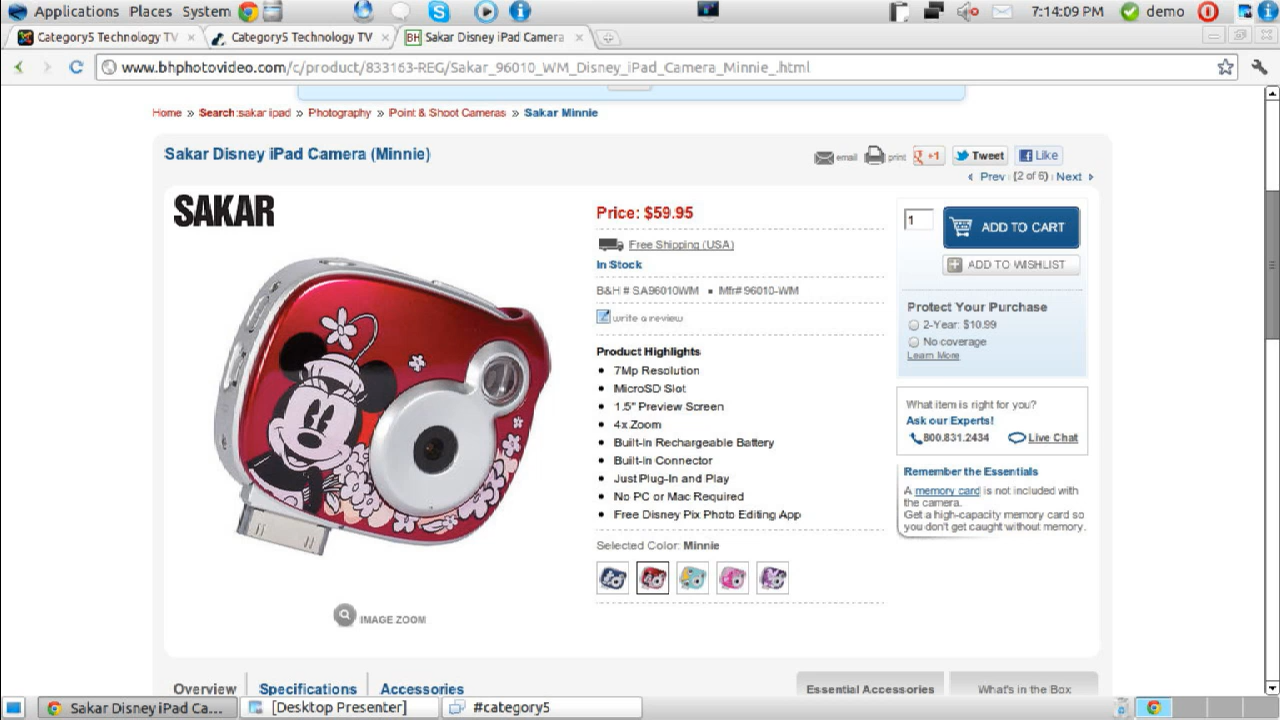 Applications Places System 7:14:09 PM demo
Category5 Technology TV Category5 Technology TV BH Sakar Disney iPad Camera
www.bhphotovideo.com/c/product/833163-REG/Sakar_96010_WM_Disney_iPad_Camera_Minnie_.html
Home » Search:sakar ipad » Photography » Point & Shoot Cameras » Sakar Minnie
Sakar Disney iPad Camera (Minnie)
email print +1 Tweet Like
Prev [2 of 6] Next
SAKAR
Price: $59.95
Free Shipping (USA)
In Stock
B&H # SA96010WM • Mfr# 96010-WM
write a review
Product Highlights
• 7Mp Resolution
• MicroSD Slot
• 1.5" Preview Screen
• 4x Zoom
• Built-In Rechargeable Battery
• Built-In Connector
• Just Plug-In and Play
• No PC or Mac Required
• Free Disney Pix Photo Editing App
Selected Color: Minnie
IMAGE ZOOM
1 ADD TO CART
ADD TO WISHLIST
Protect Your Purchase
2-Year: $10.99
No coverage
Learn More
What item is right for you?
Ask our Experts!
800.831.2434 Live Chat
Remember the Essentials
A memory card is not included with
the camera.
Get a high-capacity memory card so
you don't get caught without memory.
Overview Specifications Accessories
Essential Accessories What's in the Box
Sakar Disney iPad Ca... [Desktop Presenter] #category5